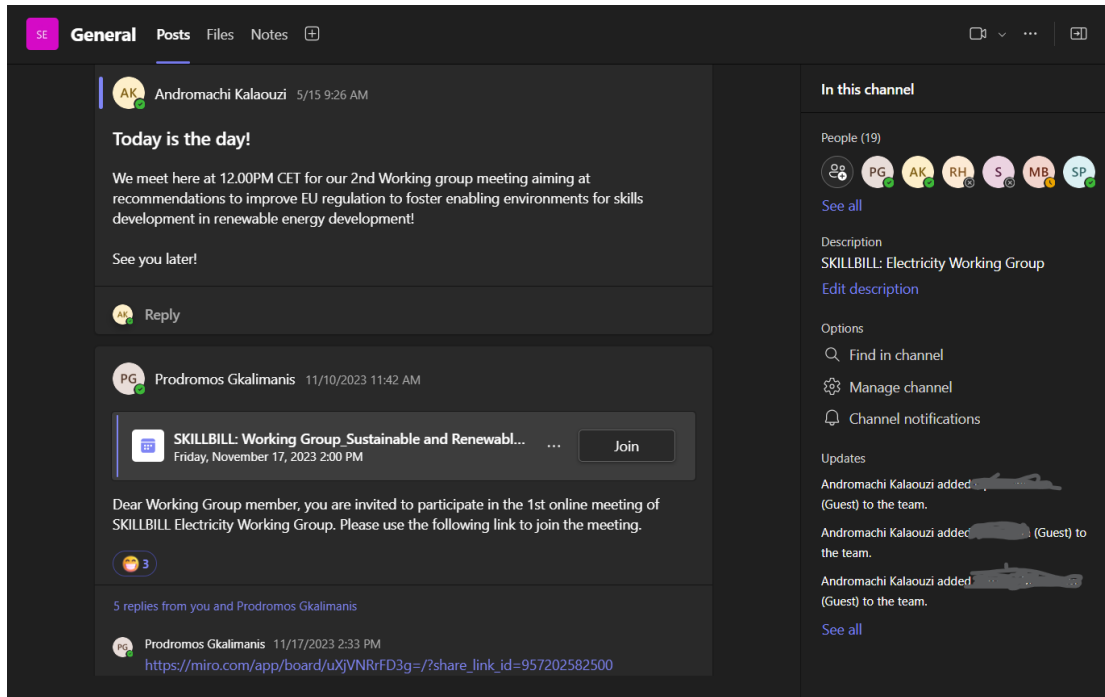 SE General Posts Files Notes
AK Andromachi Kalaouzi 5/15 9:26 AM
Today is the day!
We meet here at 12.00PM CET for our 2nd Working group meeting aiming at
recommendations to improve EU regulation to foster enabling environments for skills
development in renewable energy development!
See you later!
AK Reply
PG Prodromos Gkalimanis 11/10/2023 11:42 AM
SKILLBILL: Working Group_Sustainable and Renewabl... ... Join
Friday, November 17, 2023 2:00 PM
Dear Working Group member, you are invited to participate in the 1st online meeting of
SKILLBILL Electricity Working Group. Please use the following link to join the meeting.
3
5 replies from you and Prodromos Gkalimanis
PG Prodromos Gkalimanis 11/17/2023 2:33 PM
https://miro.com/app/board/uXjVNRrFD3g=/?share_link_id=957202582500
In this channel
People (19)
PG AK RH S MB SP
See all
Description
SKILLBILL: Electricity Working Group
Edit description
Options
Find in channel
Manage channel
Channel notifications
Updates
Andromachi Kalaouzi added
(Guest) to the team.
Andromachi Kalaouzi added (Guest) to
the team.
Andromachi Kalaouzi added
(Guest) to the team.
See all